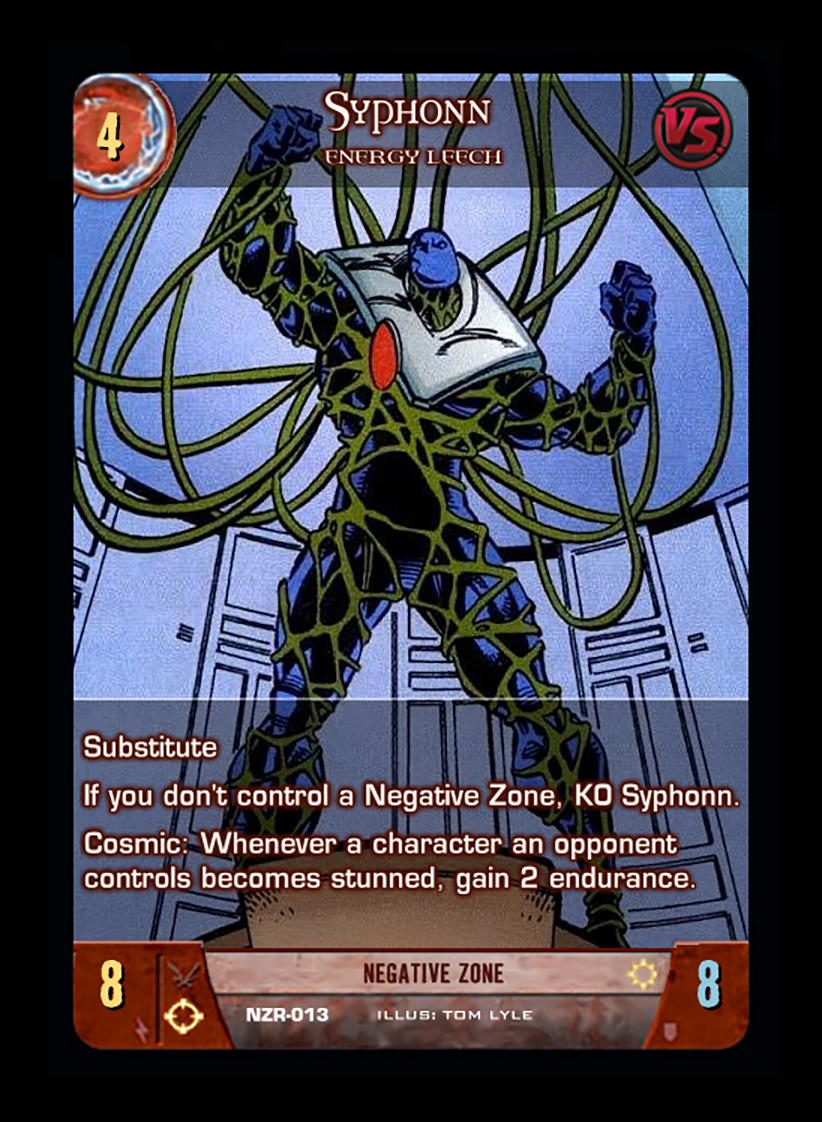 4
Syphonn
VS.
Energy Leech
Substitute
If you don't control a Negative Zone, KO Syphonn.
Cosmic: Whenever a character an opponent
controls becomes stunned, gain 2 endurance.
8
NEGATIVE ZONE
8
NZR-013 ILLUS: TOM LYLE